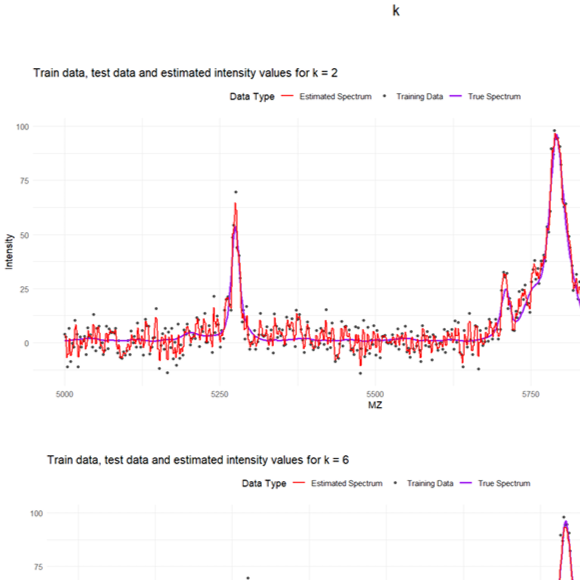 k
Train data, test data and estimated intensity values for k = 2
Data Type Estimated Spectrum Training Data True Spectrum
100
75
50
25
0
Intensity
5000 5250 5500 5750
MZ
Train data, test data and estimated intensity values for k = 6
Data Type Estimated Spectrum Training Data True Spectrum
100
75